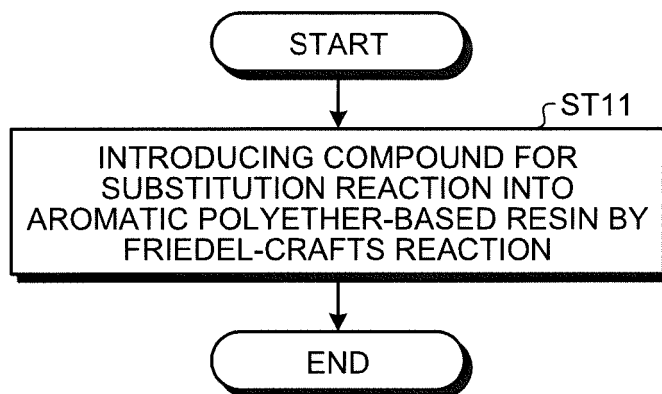 START
ST11
INTRODUCING COMPOUND FOR
SUBSTITUTION REACTION INTO
AROMATIC POLYETHER-BASED RESIN BY
FRIEDEL-CRAFTS REACTION
END